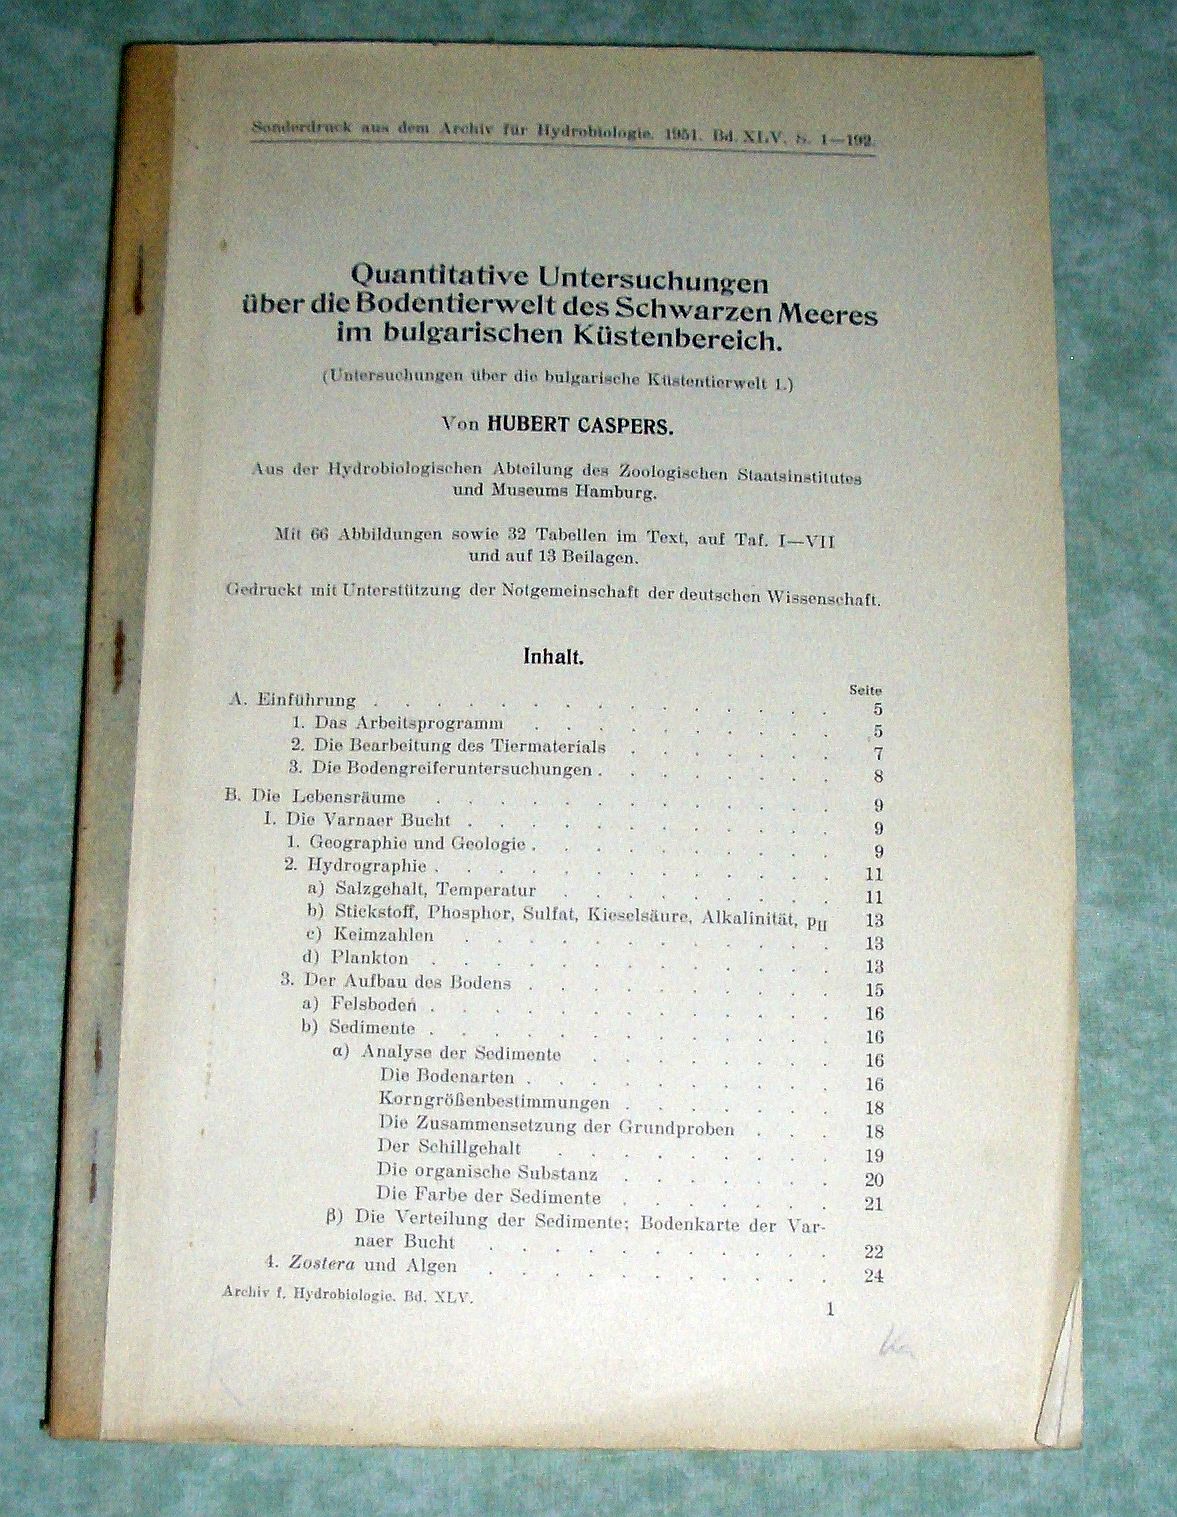 Sonderdruck aus dem Archiv für Hydrobiologie. 1951. Bd. XLV. S. 1—192.
Quantitative Untersuchungen
über die Bodentierwelt des Schwarzen Meeres
im bulgarischen Küstenbereich.
(Untersuchungen über die bulgarische Küstentierwelt 1.)
Von HUBERT CASPERS.
Aus der Hydrobiologischen Abteilung des Zoologischen Staatsinstitutes
und Museums Hamburg.
Mit 66 Abbildungen sowie 32 Tabellen im Text, auf Taf. I—VII
und auf 13 Beilagen.
Gedruckt mit Unterstützung der Notgemeinschaft der deutschen Wissenschaft.
Inhalt.
Seite
A. Einführung . . . . . . . . . . . . . . . 5
1. Das Arbeitsprogramm . . . . . . . . . . 5
2. Die Bearbeitung des Tiermaterials . . . . . . . 7
3. Die Bodengreiferuntersuchungen . . . . . . . . 8
B. Die Lebensräume . . . . . . . . . . . . . 9
1. Die Varnaer Bucht . . . . . . . . . . . . 9
1. Geographie und Geologie . . . . . . . . . . 9
2. Hydrographie . . . . . . . . . . . . . 11
a) Salzgehalt, Temperatur . . . . . . . . . 11
b) Stickstoff, Phosphor, Sulfat, Kieselsäure, Alkalinität, pH 13
c) Keimzahlen . . . . . . . . . . . . 13
d) Plankton . . . . . . . . . . . . . 13
3. Der Aufbau des Bodens . . . . . . . . . . 15
a) Felsboden . . . . . . . . . . . . . 16
b) Sedimente . . . . . . . . . . . . . 16
α) Analyse der Sedimente . . . . . . . . 16
Die Bodenarten . . . . . . . . . . 16
Korngrößenbestimmungen . . . . . . . 18
Die Zusammensetzung der Grundproben . . . 18
Der Schillgehalt . . . . . . . . . 19
Die organische Substanz . . . . . . . 20
Die Farbe der Sedimente . . . . . . . 21
β) Die Verteilung der Sedimente; Bodenkarte der Var-
naer Bucht . . . . . . . . . . . 22
4. Zostera und Algen . . . . . . . . . . . 24
Archiv f. Hydrobiologie. Bd. XLV.
1